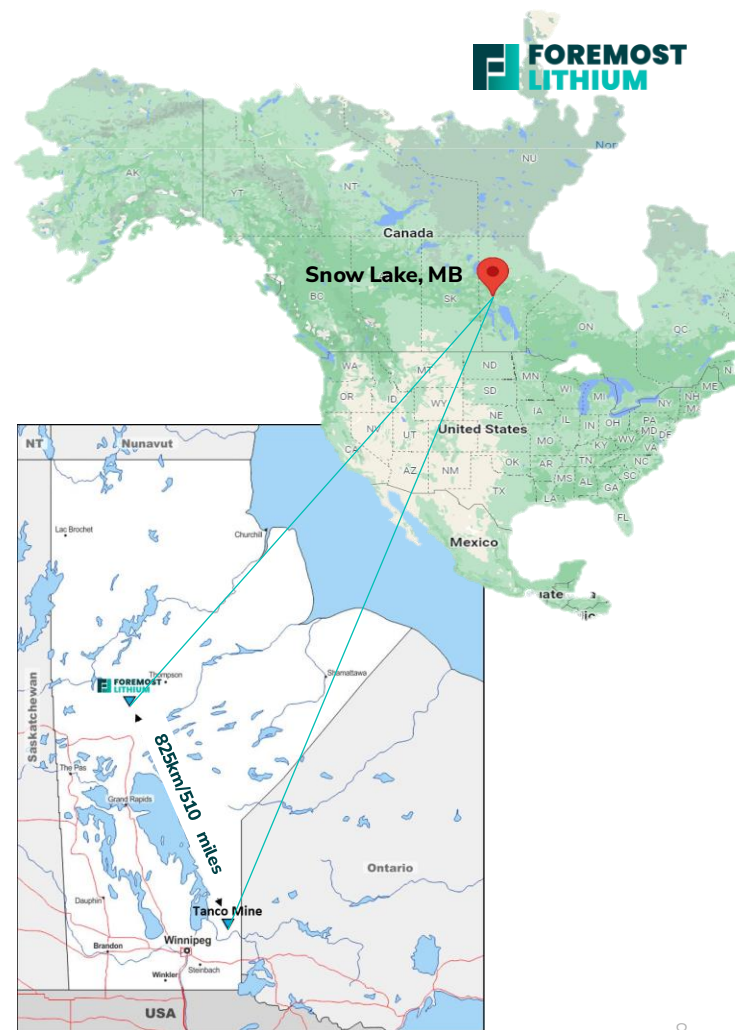 FOREMOST
LITHIUM
Nor
NU
AK
YT
NT
Canada
Snow Lake, MB
BC
SK
ON
QC
WA
MT
ND
MN
OR
ID
WY
SD
WI
MI
NY
ME
N
NH
MA
NV
UT
NE
IA
IL
IN
OH
PA
MD
DE
United States
CA
MO
KY
WV
VA
AZ
NM
OK
AR
TN
NC
TX
MS
AL
GA
SC
LA
FL
Mexico
uate
a
ic
NT
Nunavut
Lac Brochet
Churchill
Saskatchewan
FOREMOST
LITHIUM
Thompson
Shamattawa
825km/510 miles
The Pas
Grand Rapids
Ontario
Dauphin
Tanco Mine
Winnipeg
Brandon
Steinbach
Winkler
USA